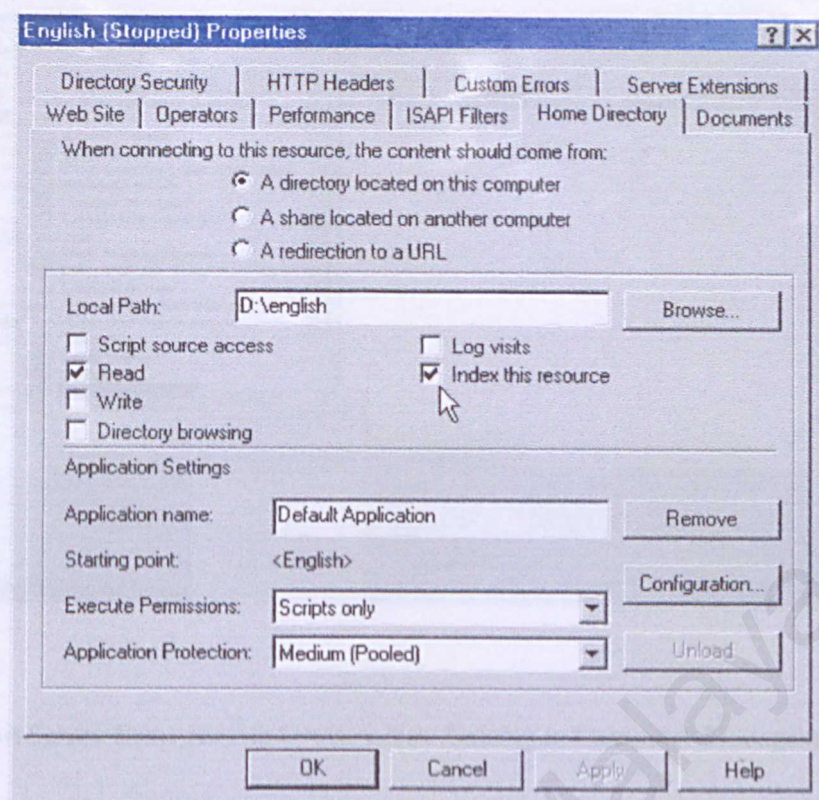 English (Stopped) Properties
Directory Security HTTP Headers Custom Errors Server Extensions
Web Site Operators Performance ISAPI Filters Home Directory Documents
When connecting to this resource, the content should come from:
A directory located on this computer
A share located on another computer
A redirection to a URL
Local Path: D:\english Browse...
Script source access Log visits
Read Index this resource
Write
Directory browsing
Application Settings
Application name: Default Application Remove
Starting point: <English>
Configuration...
Execute Permissions: Scripts only
Application Protection: Medium (Pooled) Unload
OK Cancel Apply Help